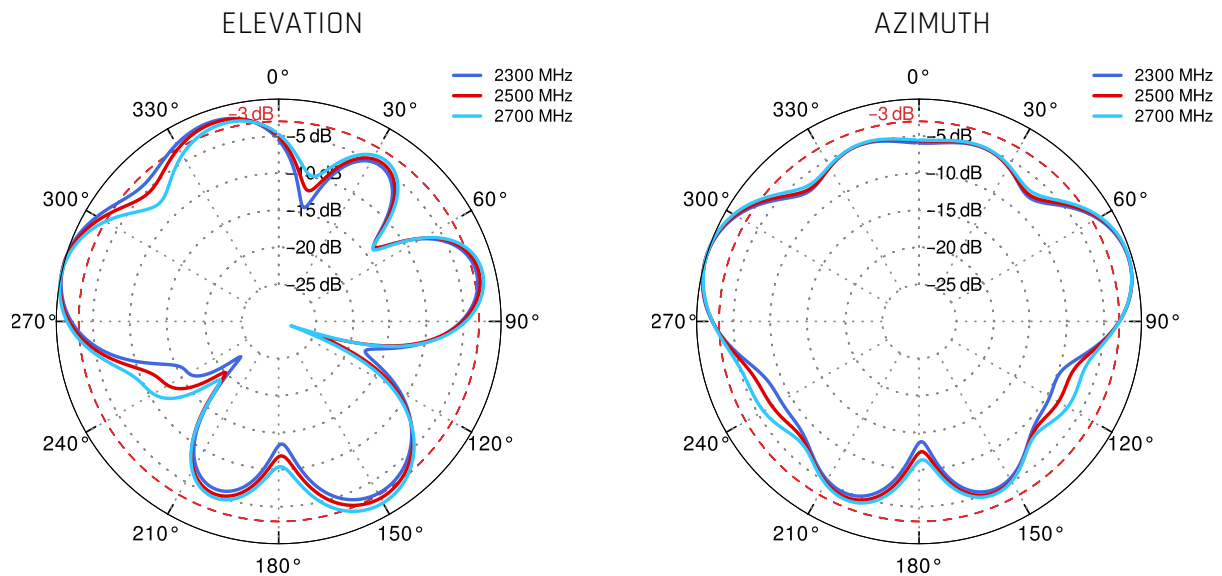 ELEVATION
0°
30°
60°
90°
120°
150°
180°
210°
240°
270°
300°
330°
−3 dB
−5 dB
−10 dB
−15 dB
−20 dB
−25 dB
2300 MHz
2500 MHz
2700 MHz
AZIMUTH
0°
30°
60°
90°
120°
150°
180°
210°
240°
270°
300°
330°
−3 dB
−5 dB
−10 dB
−15 dB
−20 dB
−25 dB
2300 MHz
2500 MHz
2700 MHz